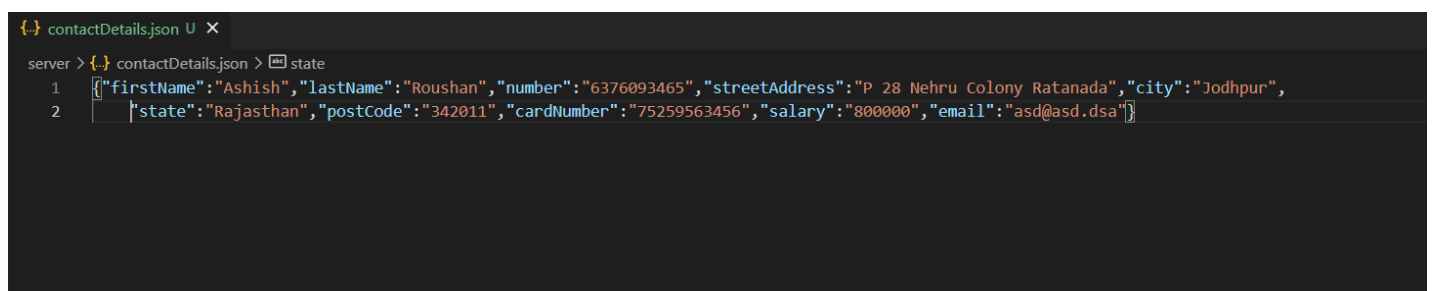 {..} contactDetails.json U ✕
server > {..} contactDetails.json > abc state
1 {"firstName":"Ashish","lastName":"Roushan","number":"6376093465","streetAddress":"P 28 Nehru Colony Ratanada","city":"Jodhpur",
2 "state":"Rajasthan","postCode":"342011","cardNumber":"75259563456","salary":"800000","email":"asd@asd.dsa"}